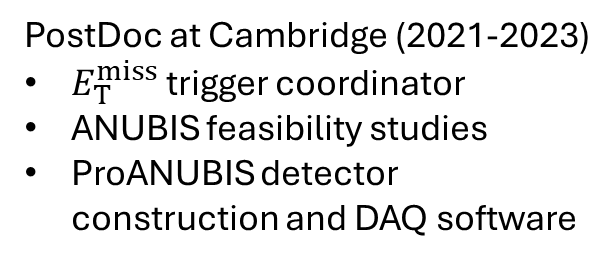 PostDoc at Cambridge (2021-2023)
• E_T^miss trigger coordinator
• ANUBIS feasibility studies
• ProANUBIS detector
construction and DAQ software